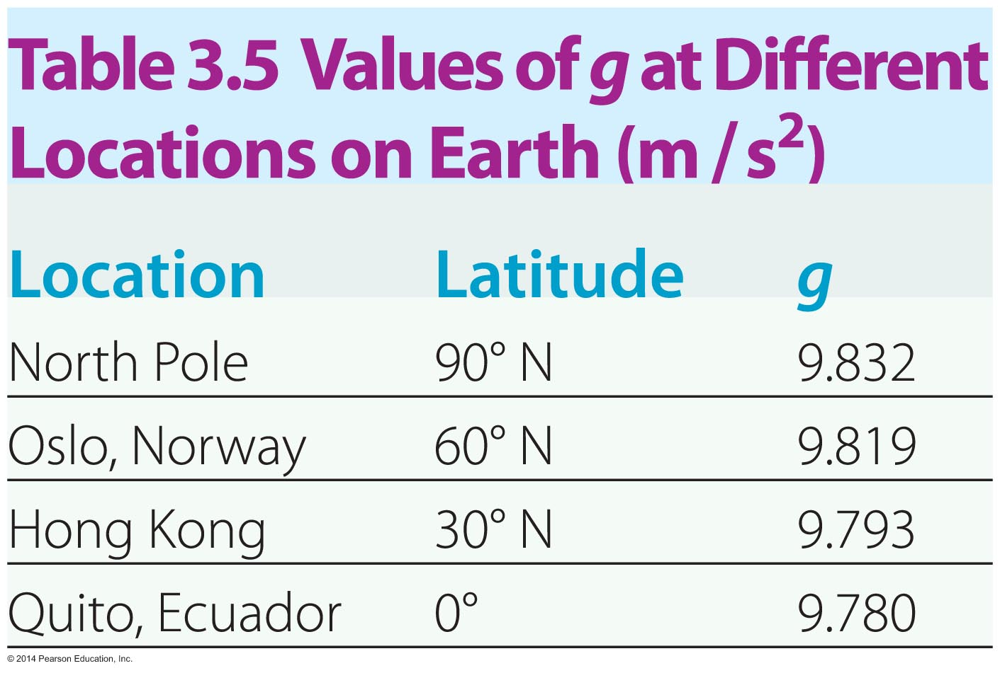 Table 3.5 Values of g at Different
Locations on Earth (m / s²)
Location Latitude g
North Pole 90° N 9.832
Oslo, Norway 60° N 9.819
Hong Kong 30° N 9.793
Quito, Ecuador 0° 9.780
© 2014 Pearson Education, Inc.